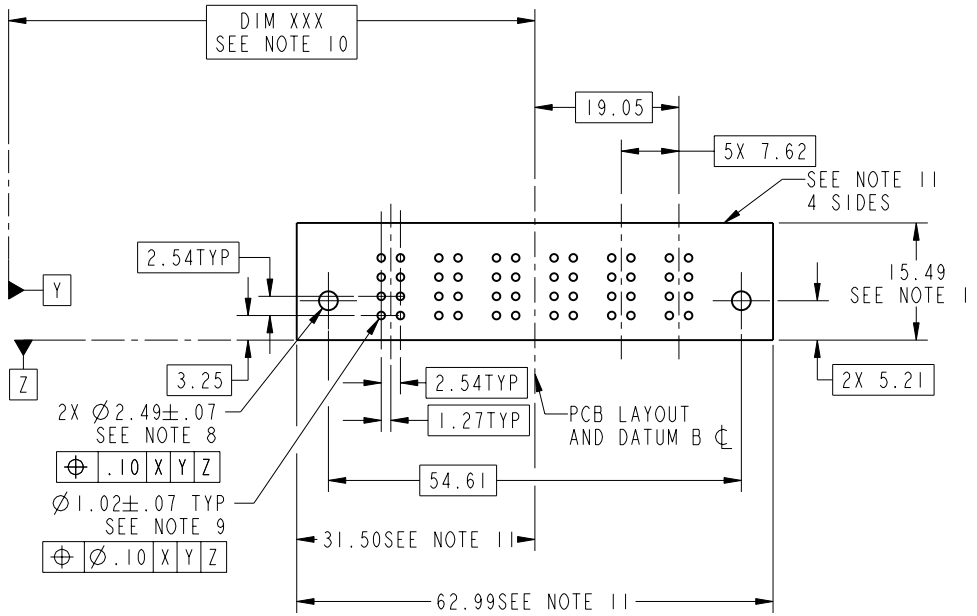 DIM XXX
SEE NOTE 10
19.05
5X 7.62
SEE NOTE 11
4 SIDES
2.54TYP
15.49
SEE NOTE 1
Y
Z
3.25
2.54TYP
2X 5.21
2X Ø2.49±.07
SEE NOTE 8
1.27TYP
PCB LAYOUT
AND DATUM B ℄
⌖ .10 X Y Z
54.61
Ø1.02±.07 TYP
SEE NOTE 9
⌖ Ø.10 X Y Z
31.50SEE NOTE 11
62.99SEE NOTE 11